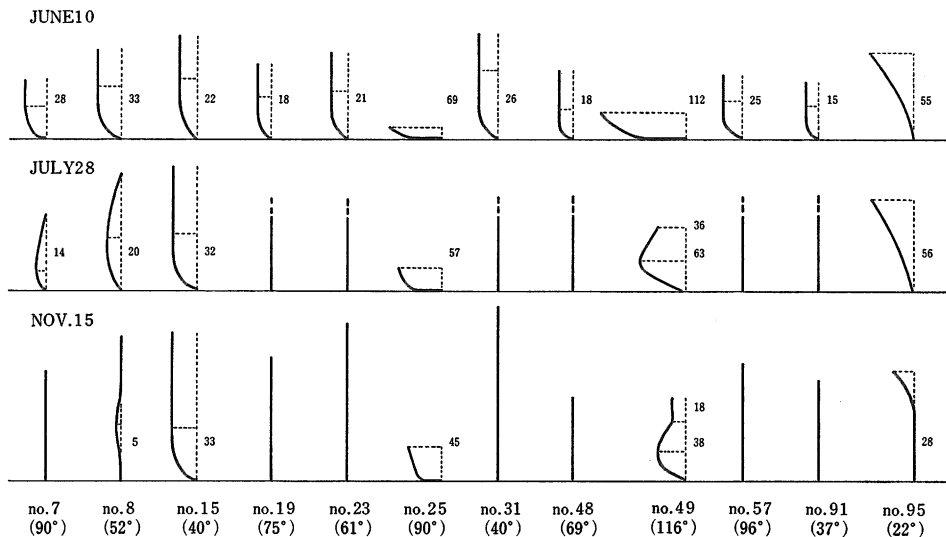 JUNE10
28 33 22 18 21 69 26 18 112 25 15 55
JULY28
14 20 32 57 36 56
63
NOV.15
5 33 45 18 28
38
no.7 no.8 no.15 no.19 no.23 no.25 no.31 no.48 no.49 no.57 no.91 no.95
(90°) (52°) (40°) (75°) (61°) (90°) (40°) (69°) (116°) (96°) (37°) (22°)